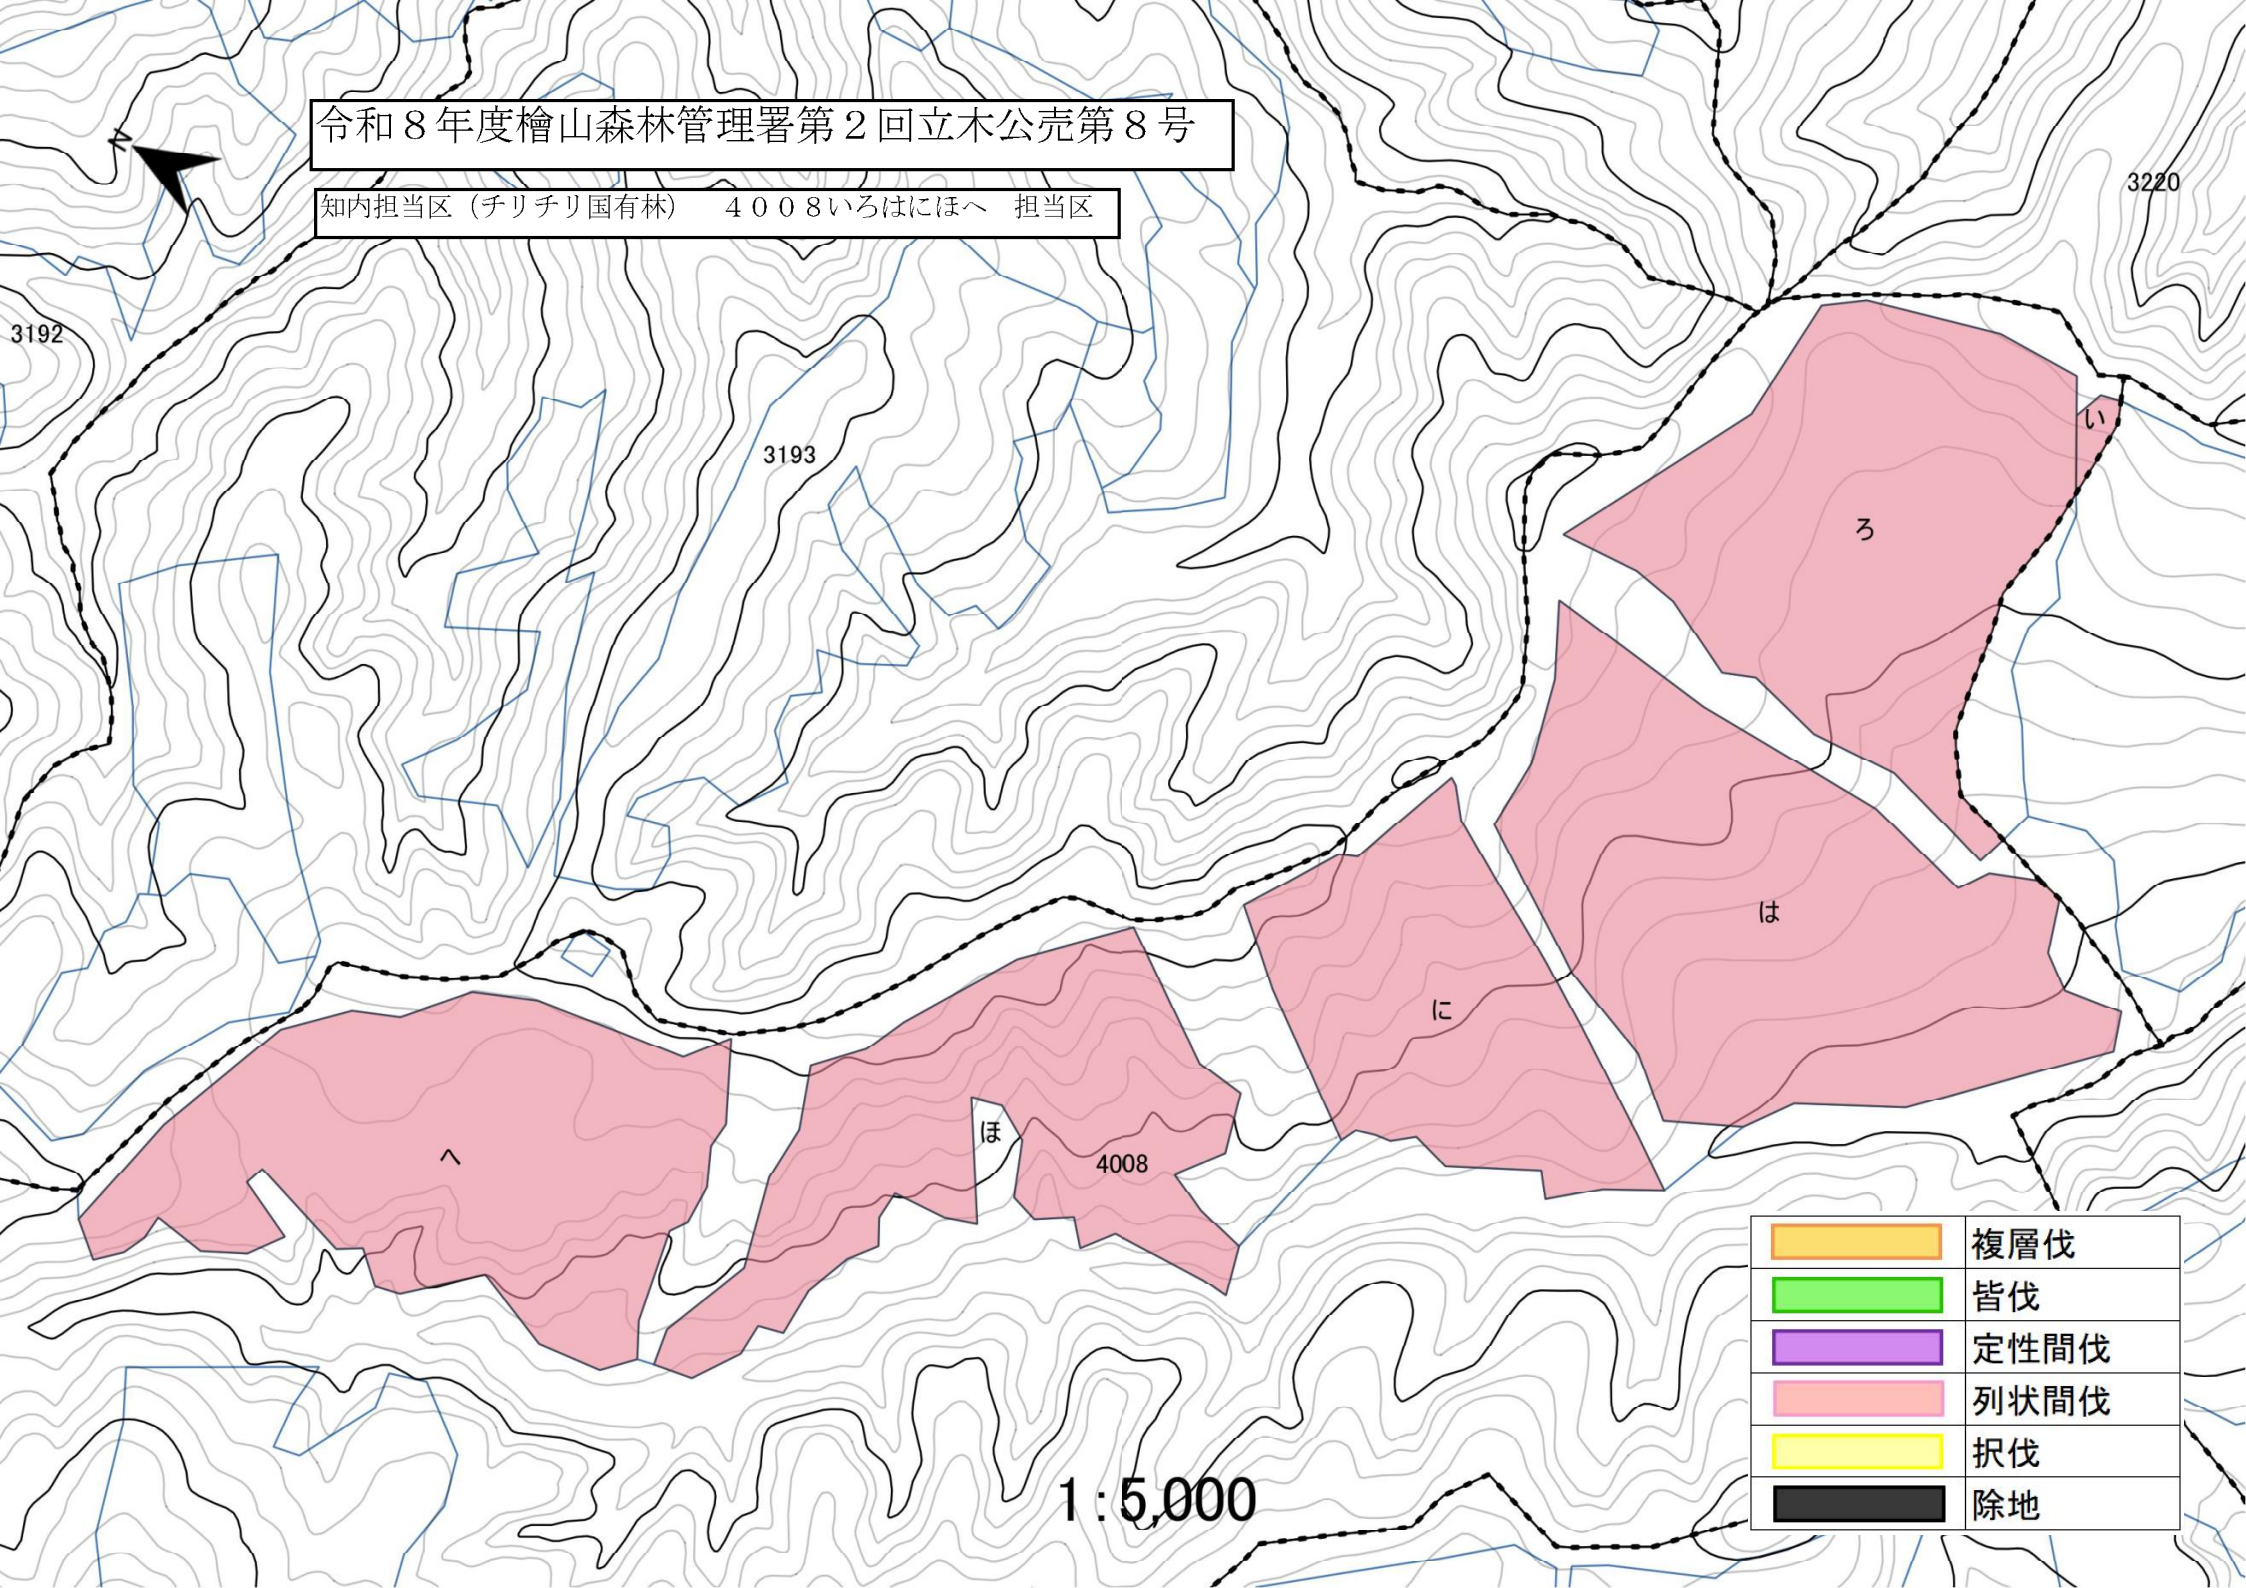 令和８年度檜山森林管理署第２回立木公売第８号
N
知内担当区（チリチリ国有林）　４００８いろはにほへ　担当区
3220
3192
い
3193
ろ
は
に
ほ
へ
4008
複層伐
皆伐
定性間伐
列状間伐
択伐
除地
1:5,000